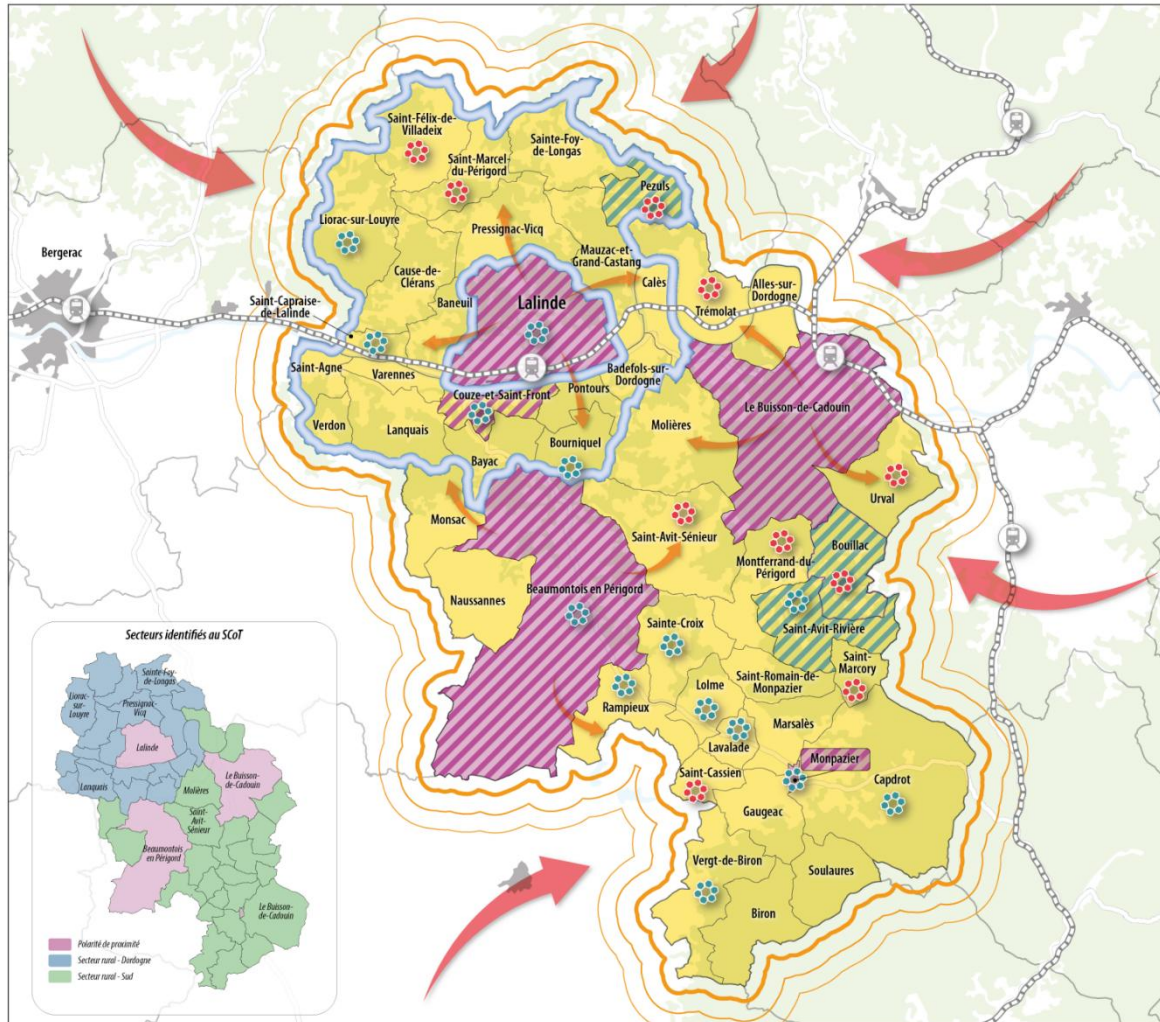 Saint-Félix-de-
Villadeix
Sainte-Foy-
de-Longas
Saint-Marcel-
du-Périgord
Pezuls
Liorac-sur-Louyre
Pressignac-Vicq
Bergerac
Mauzac-et-
Grand-Castang
Cause-de-
Clérans
Calès
Alles-sur-
Dordogne
Lalinde
Baneuil
Trémolat
Saint-Capraise-
de-Lalinde
Saint-Agne
Varennes
Badefols-sur-
Dordogne
Couze-et-Saint-Front
Pontours
Le Buisson-de-Cadouin
Verdon
Lanquais
Molières
Bourniquel
Bayac
Urval
Monsac
Saint-Avit-Sénieur
Bouillac
Montferrand-du-
Périgord
Naussannes
Beaumontois en Périgord
Sainte-Croix
Saint-Avit-Rivière
Saint-
Marcory
Saint-Romain-de-
Monpazier
Lolme
Rampieux
Marsalès
Lavalade
Monpazier
Saint-Cassien
Capdrot
Gaugeac
Vergt-de-Biron
Soulaures
Biron
Secteurs identifiés au SCoT
Sainte-Foy-
de-Longas
Liorac-
sur-
Louyre
Pressignac-
Vicq
Lalinde
Le Buisson-
de-Cadouin
Lanquais
Molières
Saint-
Avit-
Sénieur
Beaumontois
en Périgord
Le Buisson-
de-Cadouin
Polarité de proximité
Secteur rural - Dordogne
Secteur rural - Sud